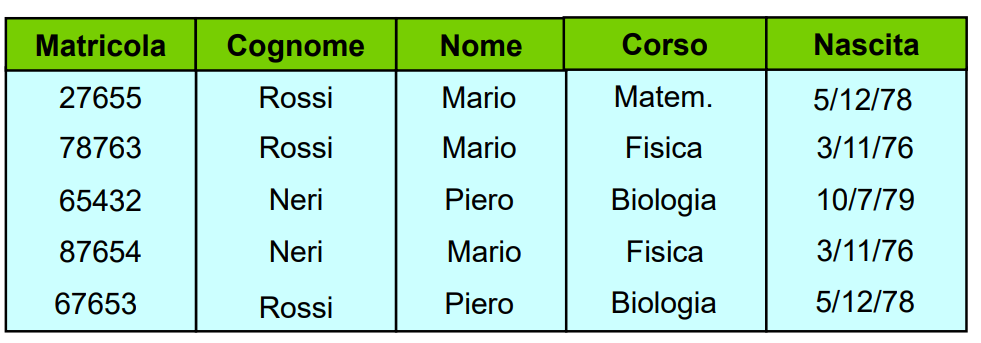 Matricola Cognome Nome Corso Nascita
27655 Rossi Mario Matem. 5/12/78
78763 Rossi Mario Fisica 3/11/76
65432 Neri Piero Biologia 10/7/79
87654 Neri Mario Fisica 3/11/76
67653 Rossi Piero Biologia 5/12/78